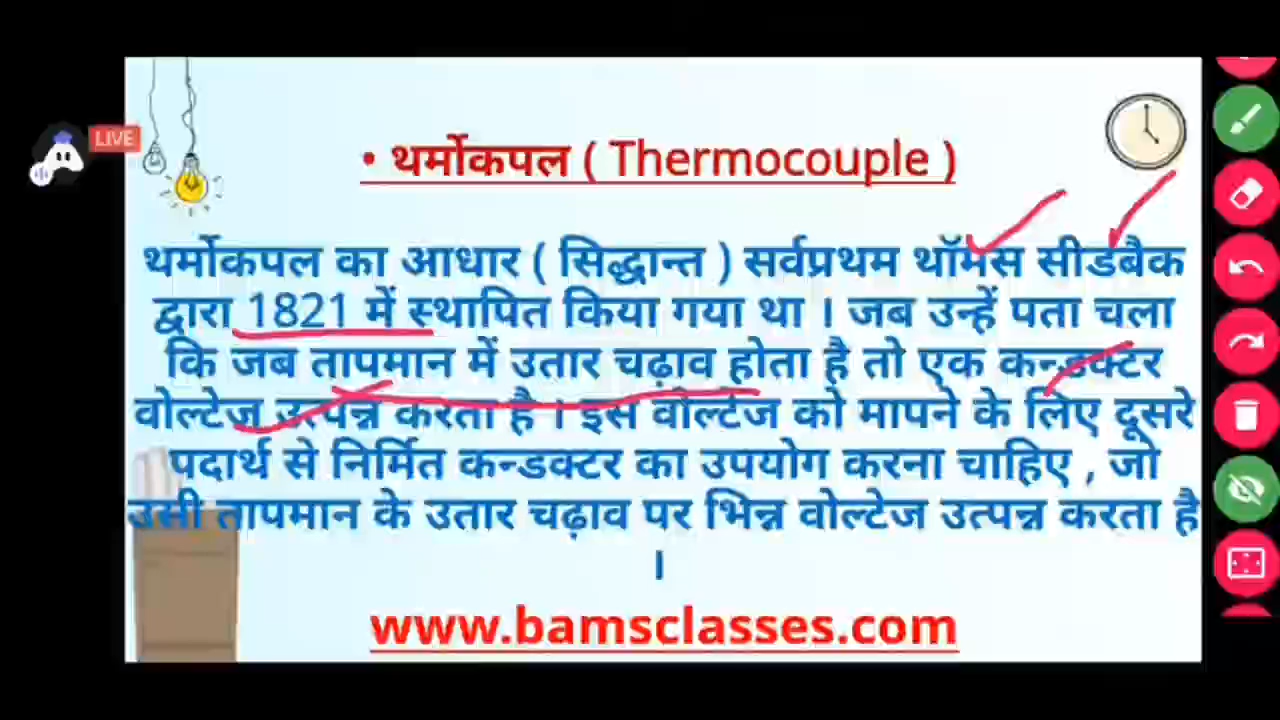 LIVE
• थर्मोकपल ( Thermocouple )
थर्मोकपल का आधार ( सिद्धान्त ) सर्वप्रथम थॉमस सीडबैक
द्वारा 1821 में स्थापित किया गया था । जब उन्हें पता चला
कि जब तापमान में उतार चढ़ाव होता है तो एक कन्डक्टर
वोल्टेज उत्पन्न करता है । इस वोल्टेज को मापने के लिए दूसरे
पदार्थ से निर्मित कन्डक्टर का उपयोग करना चाहिए , जो
उसी तापमान के उतार चढ़ाव पर भिन्न वोल्टेज उत्पन्न करता है
।
www.bamsclasses.com